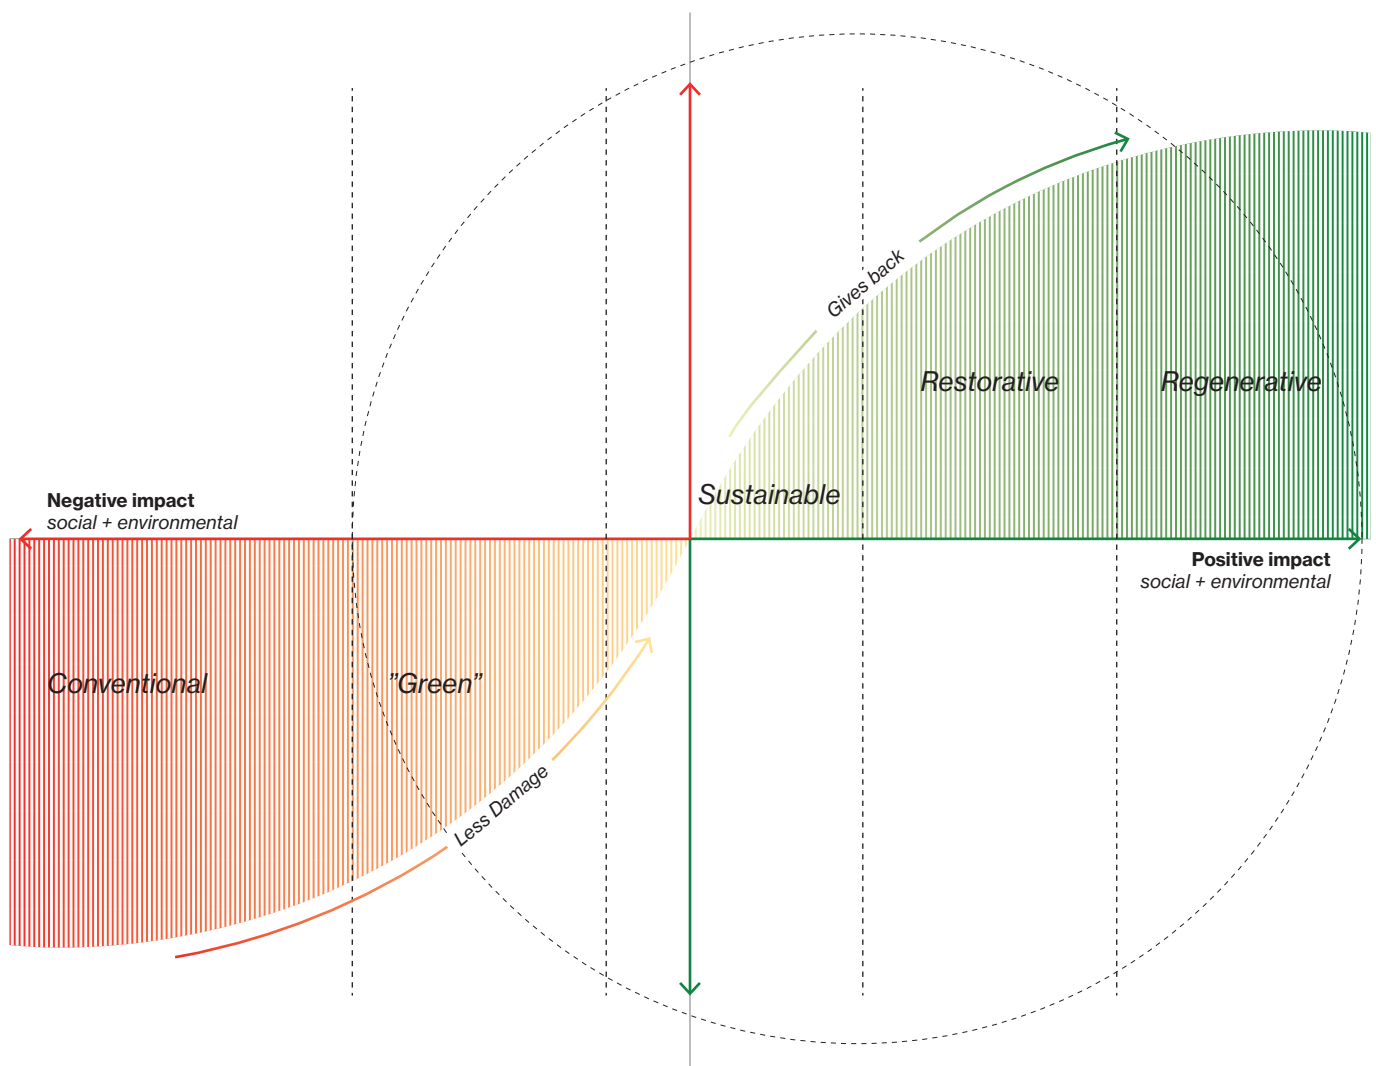 Gives back
Restorative
Regenerative
Sustainable
Negative impact
social + environmental
Positive impact
social + environmental
Conventional
”Green”
Less Damage